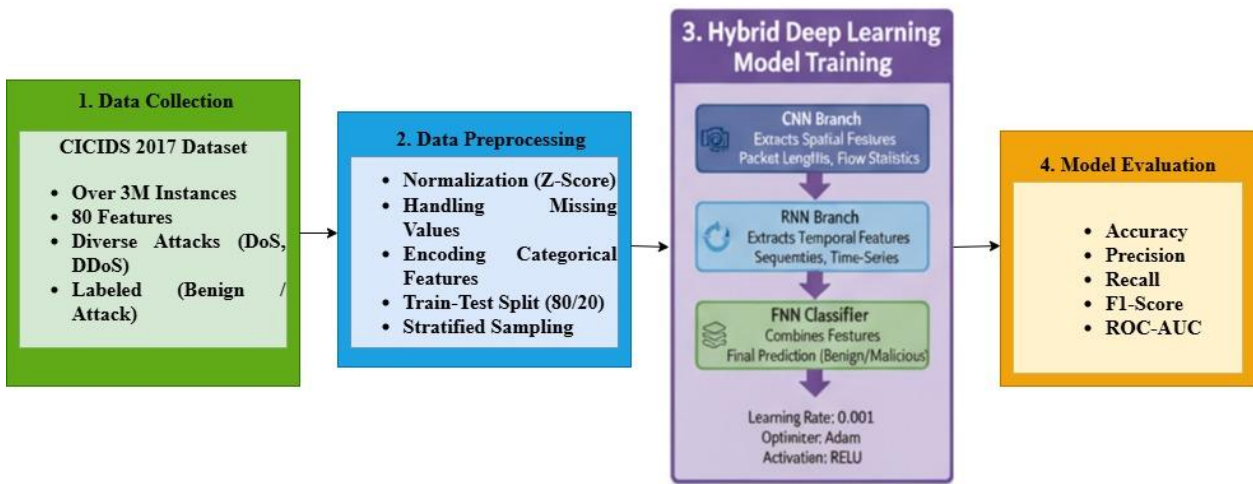 1. Data Collection
CICIDS 2017 Dataset
• Over 3M Instances
• 80 Features
• Diverse Attacks (DoS,
DDoS)
• Labeled (Benign /
Attack)
2. Data Preprocessing
• Normalization (Z-Score)
• Handling Missing
Values
• Encoding Categorical
Features
• Train-Test Split (80/20)
• Stratified Sampling
3. Hybrid Deep Learning
Model Training
CNN Branch
Extracts Spatial Features
Packet Lengllis, Flow Statistics
RNN Branch
Extracts Temporal Features
Sequenties, Time-Series
FNN Classifier
Combines Festures
Final Prediction (Benign/Malicious)
Learning Rate: 0.001
Optimiter: Adam
Activation: RELU
4. Model Evaluation
• Accuracy
• Precision
• Recall
• F1-Score
• ROC-AUC